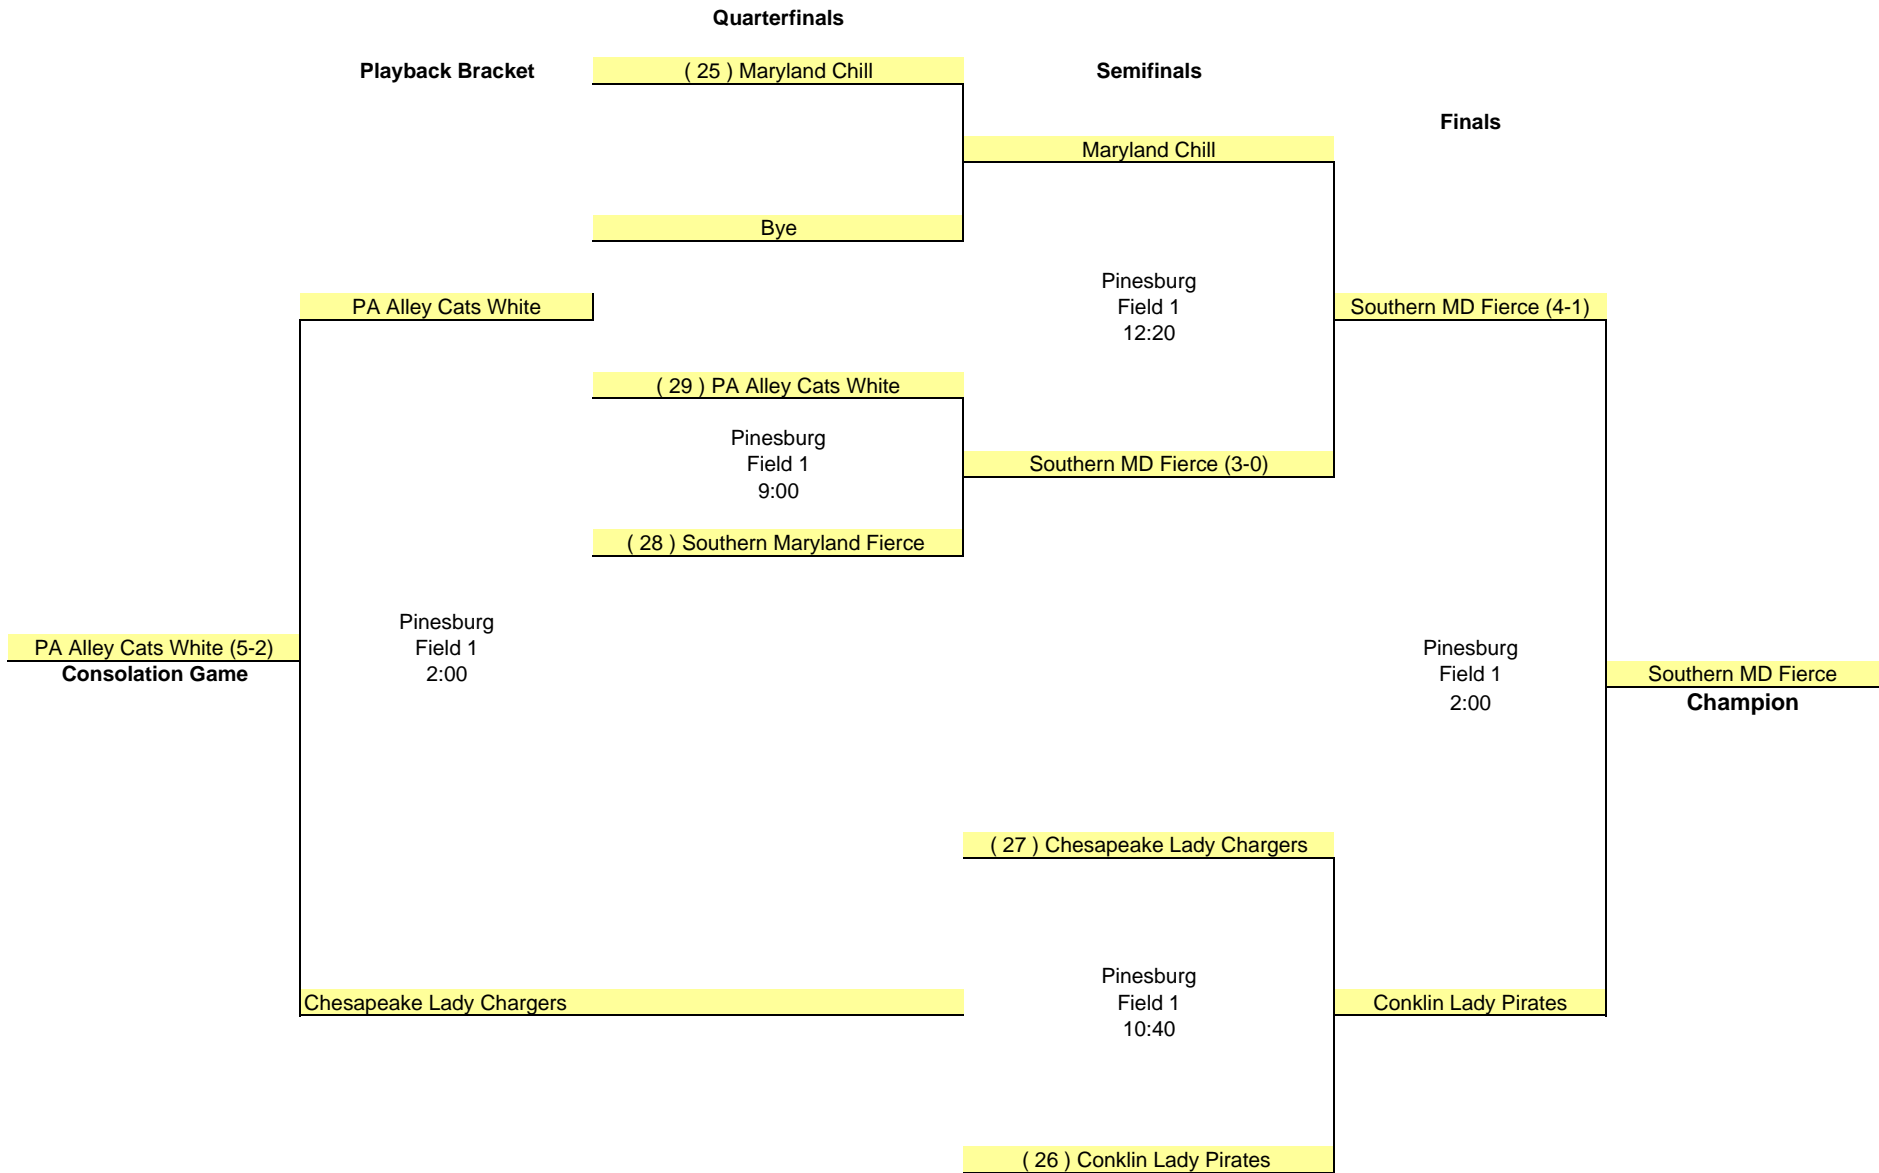 Quarterfinals
Playback Bracket
( 25 ) Maryland Chill
Semifinals
Finals
Maryland Chill
Bye
Pinesburg
Field 1
12:20
PA Alley Cats White
Southern MD Fierce (4-1)
( 29 ) PA Alley Cats White
Pinesburg
Field 1
9:00
Southern MD Fierce (3-0)
( 28 ) Southern Maryland Fierce
Pinesburg
Field 1
2:00
PA Alley Cats White (5-2)
Consolation Game
Pinesburg
Field 1
2:00
Southern MD Fierce
Champion
( 27 ) Chesapeake Lady Chargers
Pinesburg
Field 1
10:40
Chesapeake Lady Chargers
Conklin Lady Pirates
( 26 ) Conklin Lady Pirates